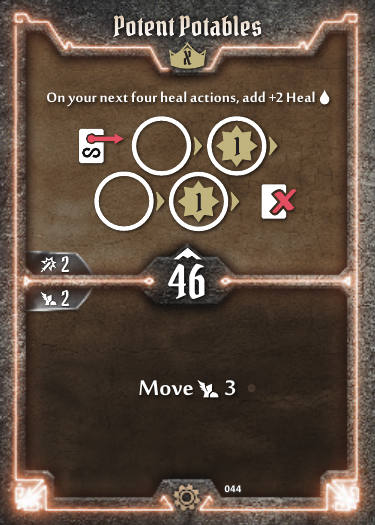 Potent Potables
X
On your next four heal actions, add +2 Heal
S
1
1
2
46
2
Move 3
044